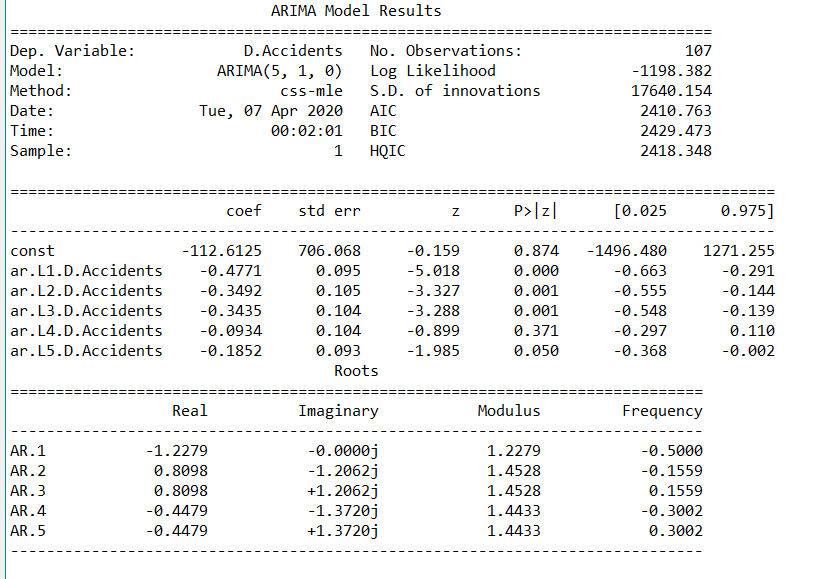 ARIMA Model Results
==============================================================================
Dep. Variable: D.Accidents No. Observations: 107
Model: ARIMA(5, 1, 0) Log Likelihood -1198.382
Method: css-mle S.D. of innovations 17640.154
Date: Tue, 07 Apr 2020 AIC 2410.763
Time: 00:02:01 BIC 2429.473
Sample: 1 HQIC 2418.348
=====================================================================================
coef std err z P>|z| [0.025 0.975]
-------------------------------------------------------------------------------------
const -112.6125 706.068 -0.159 0.874 -1496.480 1271.255
ar.L1.D.Accidents -0.4771 0.095 -5.018 0.000 -0.663 -0.291
ar.L2.D.Accidents -0.3492 0.105 -3.327 0.001 -0.555 -0.144
ar.L3.D.Accidents -0.3435 0.104 -3.288 0.001 -0.548 -0.139
ar.L4.D.Accidents -0.0934 0.104 -0.899 0.371 -0.297 0.110
ar.L5.D.Accidents -0.1852 0.093 -1.985 0.050 -0.368 -0.002
Roots
=============================================================================
Real Imaginary Modulus Frequency
-----------------------------------------------------------------------------
AR.1 -1.2279 -0.0000j 1.2279 -0.5000
AR.2 0.8098 -1.2062j 1.4528 -0.1559
AR.3 0.8098 +1.2062j 1.4528 0.1559
AR.4 -0.4479 -1.3720j 1.4433 -0.3002
AR.5 -0.4479 +1.3720j 1.4433 0.3002
-----------------------------------------------------------------------------